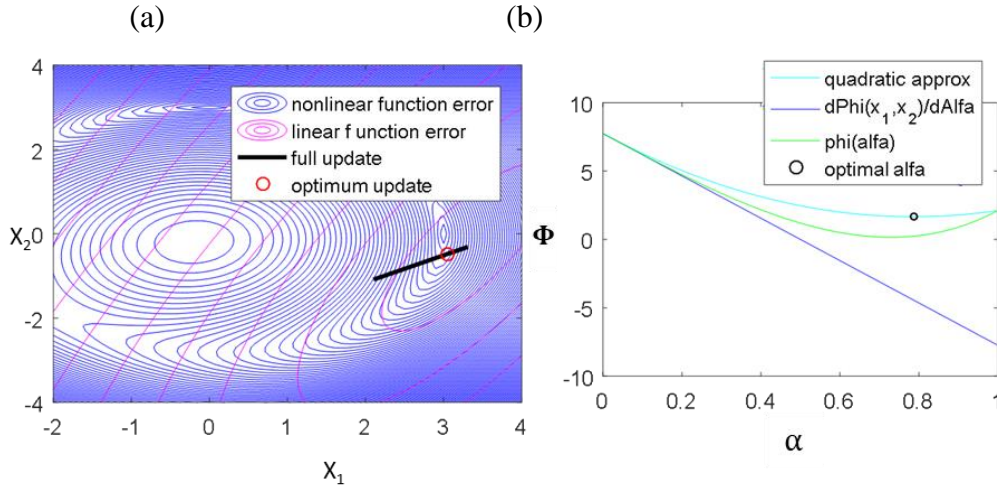 (a)
(b)
4
2
X2 0
-2
-4
-2 -1 0 1 2 3 4
X1
nonlinear function error
linear f unction error
full update
optimum update
10
5
Φ 0
-5
-10
0 0.2 0.4 0.6 0.8 1
α
quadratic approx
dPhi(x1,x2)/dAlfa
phi(alfa)
optimal alfa